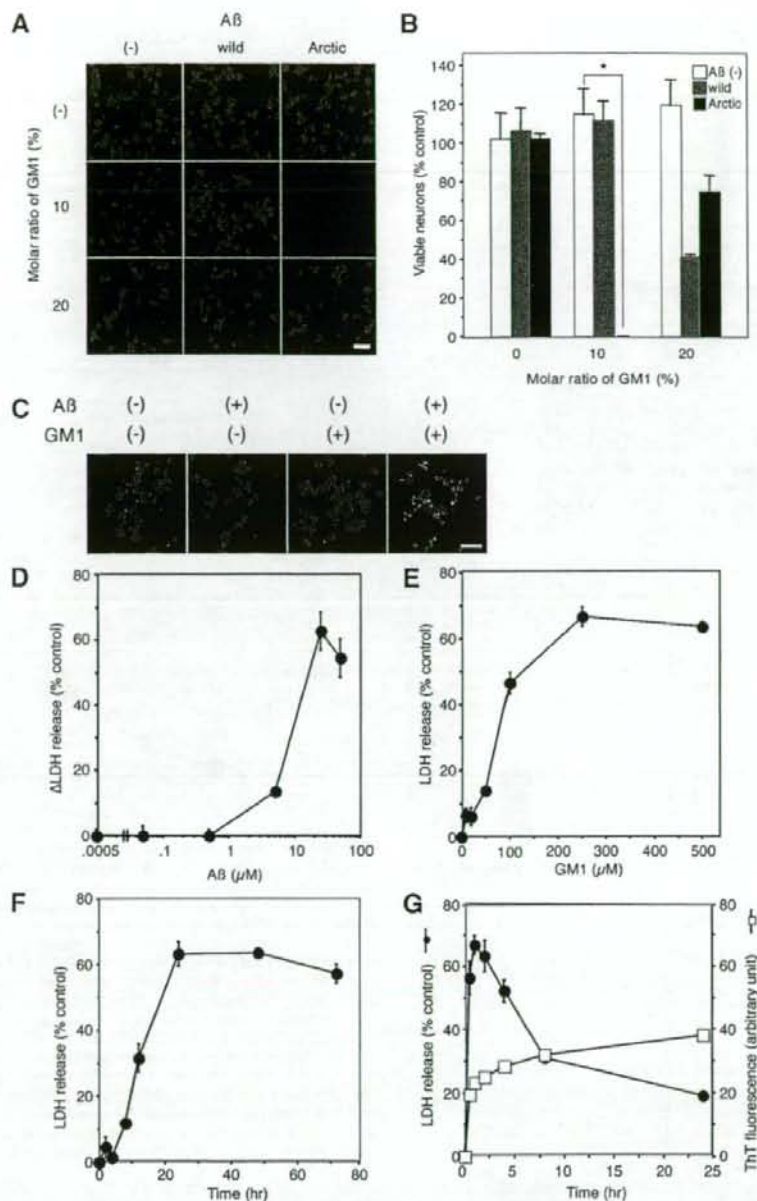 A
Aß
(-) wild Arctic
Molar ratio of GM1 (%)
(-)
10
20
B
Viable neurons (% control)
140
120
100
80
60
40
20
0
*
Aß (-)
wild
Arctic
0 10 20
Molar ratio of GM1 (%)
C
Aß (-) (+) (-) (+)
GM1 (-) (-) (+) (+)
D
ΔLDH release (% control)
80
60
40
20
0
.0005 .1 1 10 100
Aß (µM)
E
LDH release (% control)
80
60
40
20
0
0 100 200 300 400 500
GM1 (µM)
F
LDH release (% control)
80
60
40
20
0
0 20 40 60 80
Time (hr)
G
LDH release (% control)
80
70
60
50
40
30
20
10
0
0 5 10 15 20 25
Time (hr)
80
60
40
20
0
ThT fluorescence (arbitrary unit)